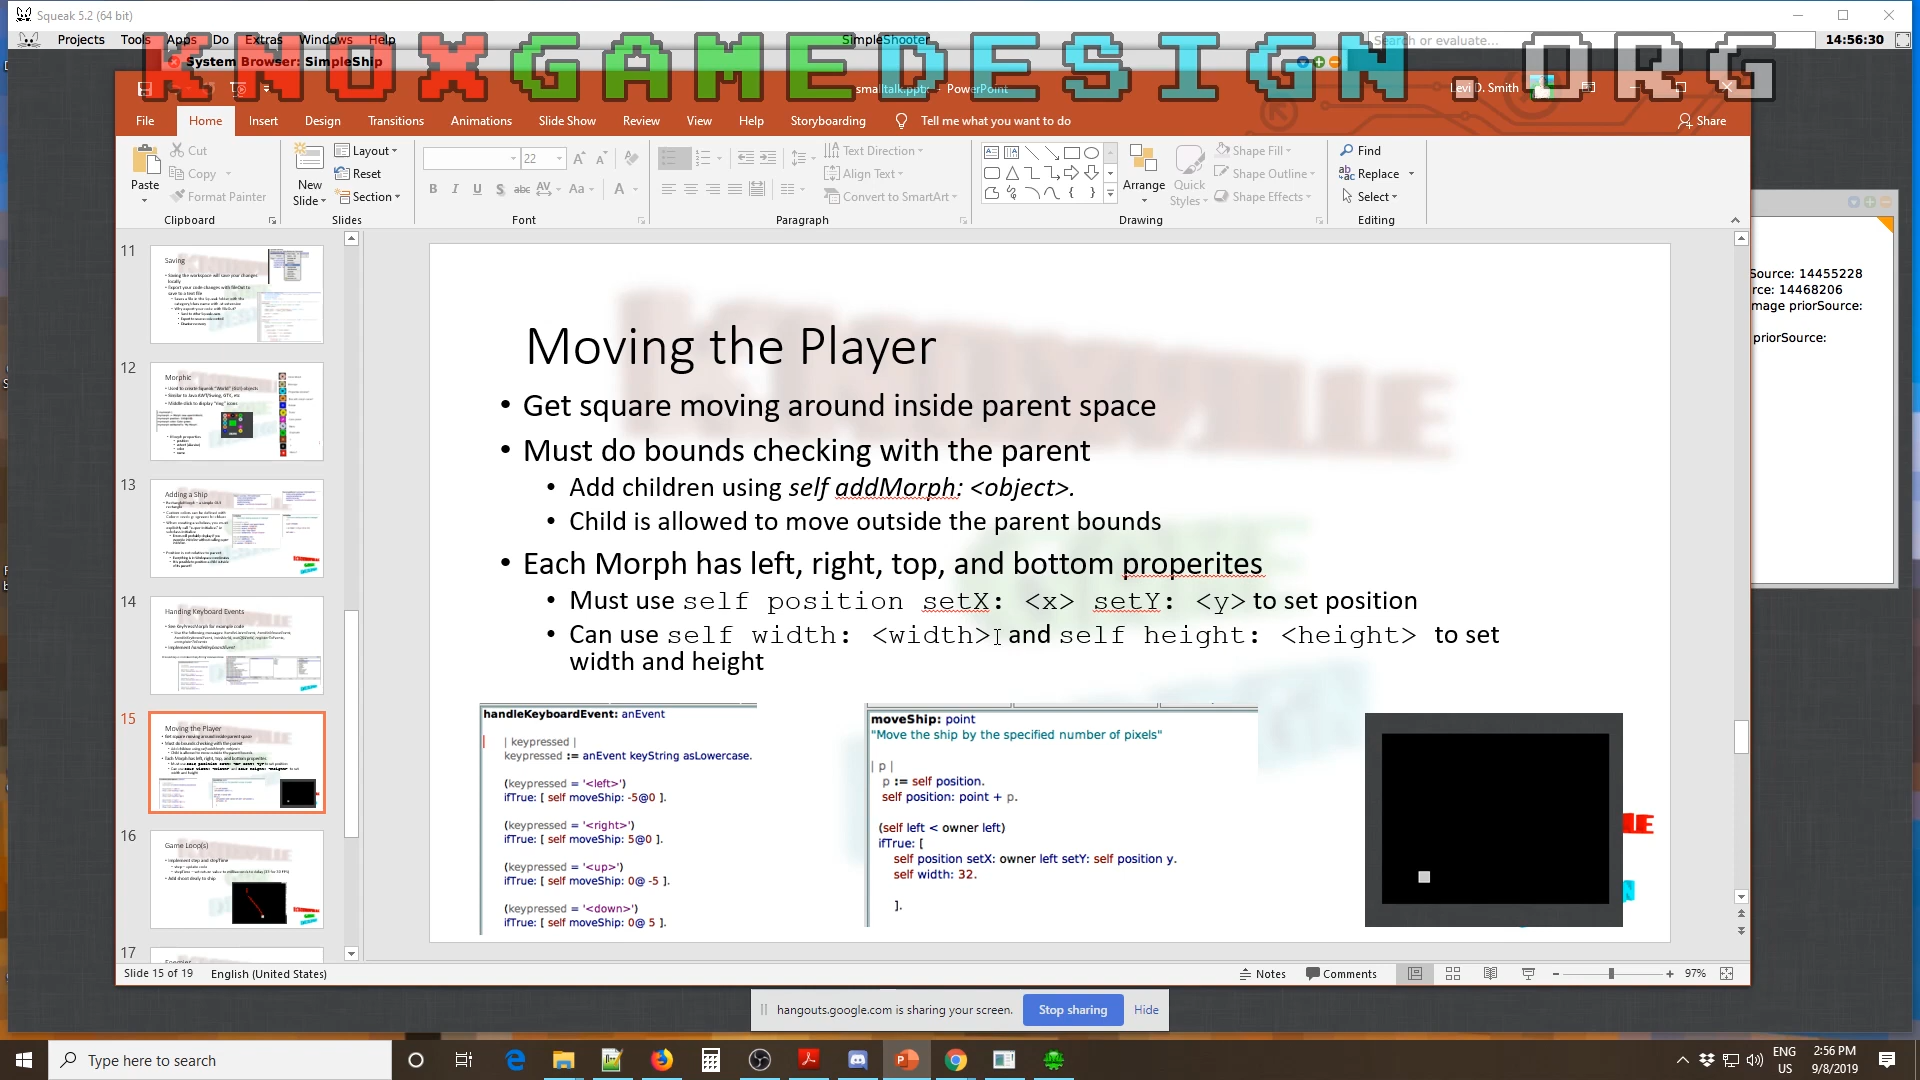 Squeak 5.2 (64 bit)
Projects Tools Apps Do Extras Windows Help
SimpleShooter
Search or evaluate...
14:56:30
KNOXGAMEDESIGN.ORG
System Browser: SimpleShip
smalltalk.pptx - PowerPoint
Levi D. Smith
File Home Insert Design Transitions Animations Slide Show Review View Help Storyboarding Tell me what you want to do Share
Paste
Cut
Copy
Format Painter
Clipboard
New Slide
Layout
Reset
Section
Slides
22
Font
Text Direction
Align Text
Convert to SmartArt
Paragraph
Arrange
Quick Styles
Shape Fill
Shape Outline
Shape Effects
Drawing
Find
Replace
Select
Editing
Source: 14455228
rce: 14468206
mage priorSource:
priorSource:
11
Saving
12
Morphic
13
Adding a Ship
14
Handing Keyboard Events
15
Moving the Player
16
Game Loop(s)
17
Moving the Player
• Get square moving around inside parent space
• Must do bounds checking with the parent
• Add children using self addMorph: <object>.
• Child is allowed to move outside the parent bounds
• Each Morph has left, right, top, and bottom properites
• Must use self position setX: <x> setY: <y> to set position
• Can use self width: <width> and self height: <height> to set
width and height
handleKeyboardEvent: anEvent
| keypressed |
keypressed := anEvent keyString asLowercase.
(keypressed = '<left>')
ifTrue: [ self moveShip: -5@0 ].
(keypressed = '<right>')
ifTrue: [ self moveShip: 5@0 ].
(keypressed = '<up>')
ifTrue: [ self moveShip: 0@ -5 ].
(keypressed = '<down>')
ifTrue: [ self moveShip: 0@ 5 ].
moveShip: point
"Move the ship by the specified number of pixels"
| p |
p := self position.
self position: point + p.
(self left < owner left)
ifTrue: [
self position setX: owner left setY: self position y.
self width: 32.
].
Slide 15 of 19
English (United States)
Notes
Comments
97%
hangouts.google.com is sharing your screen.
Stop sharing
Hide
Type here to search
ENG
US
2:56 PM
9/8/2019